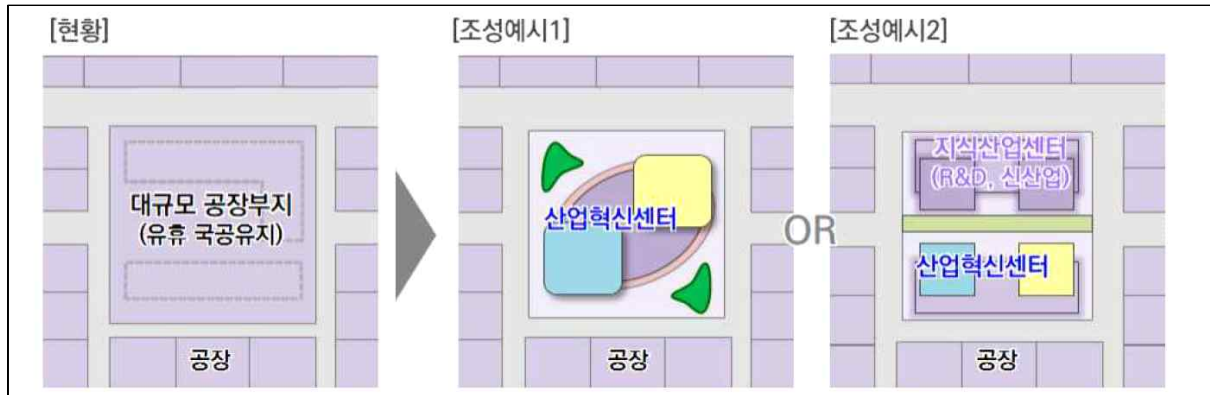 [현황]
[조성예시1]
[조성예시2]
대규모 공장부지
(유휴 국공유지)
공장
산업혁신센터
공장
OR
지식산업센터
(R&D, 신산업)
산업혁신센터
공장